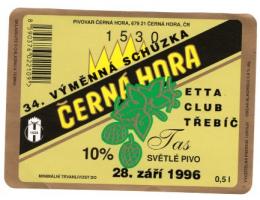 PIVOVAR ČERNÁ HORA, 679 21 ČERNÁ HORA, ČR
1530
34. VÝMĚNNÁ SCHŮZKA
ČERNÁ HORA
ETTA
CLUB
TŘEBÍČ
Tas
10% SVĚTLÉ PIVO
28. září 1996
MINIMÁLNÍ TRVANLIVOST DO
0,5 l